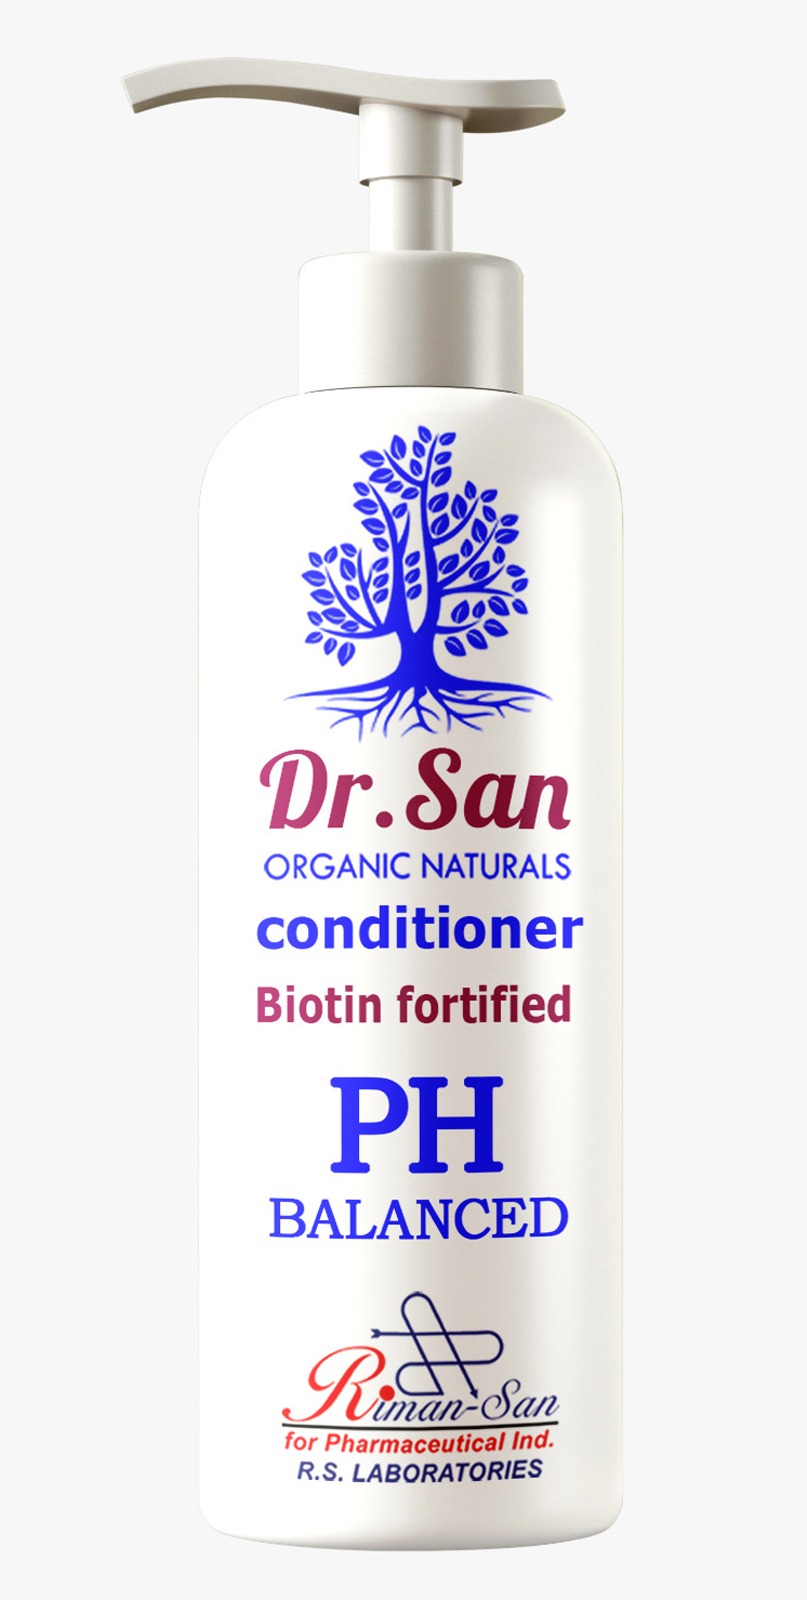 Dr.San
ORGANIC NATURALS
conditioner
Biotin fortified
PH
BALANCED
Riman-San
for Pharmaceutical Ind.
R.S. LABORATORIES